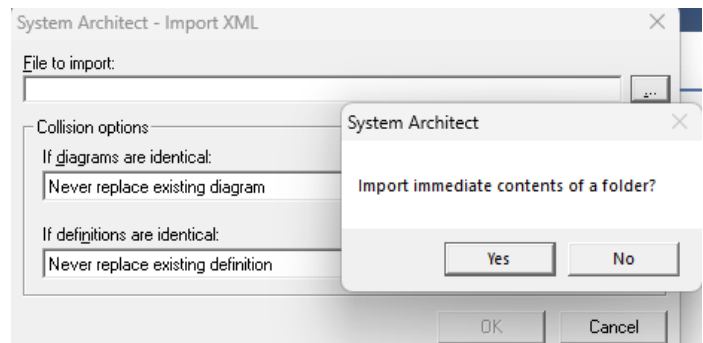 System Architect - Import XML
File to import:
...
Collision options
If diagrams are identical:
Never replace existing diagram
If definitions are identical:
Never replace existing definition
OK
Cancel
System Architect
Import immediate contents of a folder?
Yes
No